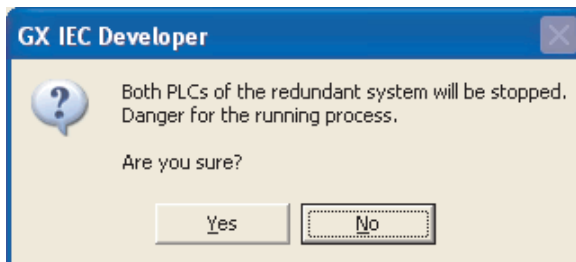 GX IEC Developer
Both PLCs of the redundant system will be stopped.
Danger for the running process.
Are you sure?
Yes No